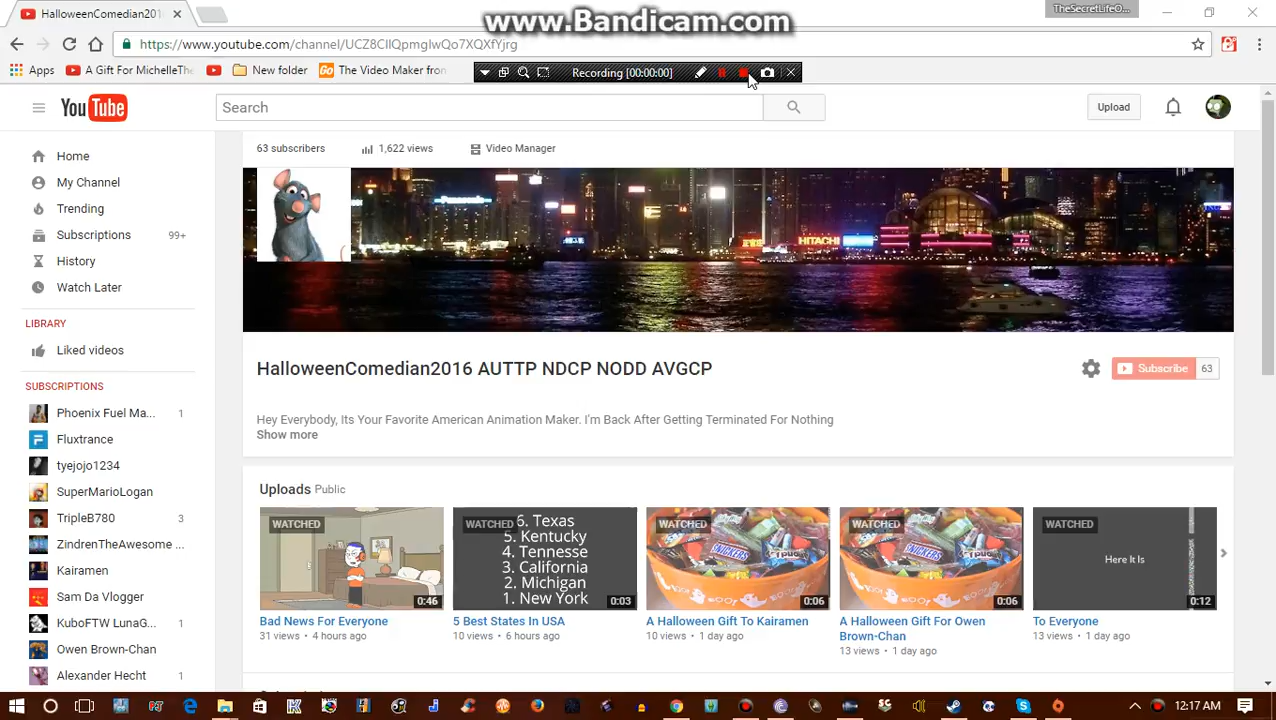 HalloweenComedian2016
TheSecretLifeO...
www.Bandicam.com
https://www.youtube.com/channel/UCZ8CIlQpmgIwQo7XQXfYjrg
Apps
A Gift For MichelleThe
New folder
The Video Maker fron
Recording [00:00:00]
YouTube
Search
Upload
63 subscribers
1,622 views
Video Manager
Home
My Channel
Trending
Subscriptions 99+
History
Watch Later
LIBRARY
Liked videos
SUBSCRIPTIONS
Phoenix Fuel Ma... 1
Fluxtrance
tyejojo1234
SuperMarioLogan
TripleB780 3
ZindrenTheAwesome ...
Kairamen
Sam Da Vlogger
KuboFTW LunaG... 1
Owen Brown-Chan
Alexander Hecht 1
HITACHI
HalloweenComedian2016 AUTTP NDCP NODD AVGCP
Subscribe 63
Hey Everybody, Its Your Favorite American Animation Maker. I'm Back After Getting Terminated For Nothing
Show more
Uploads Public
WATCHED
0:46
Bad News For Everyone
31 views • 4 hours ago
WATCHED
6. Texas
5. Kentucky
4. Tennesse
3. California
2. Michigan
1. New York
0:03
5 Best States In USA
10 views • 6 hours ago
WATCHED
SNICKERS
0:06
A Halloween Gift To Kairamen
10 views • 1 day ago
WATCHED
SNICKERS
0:06
A Halloween Gift For Owen
Brown-Chan
13 views • 1 day ago
WATCHED
Here It Is
0:12
To Everyone
13 views • 1 day ago
12:17 AM